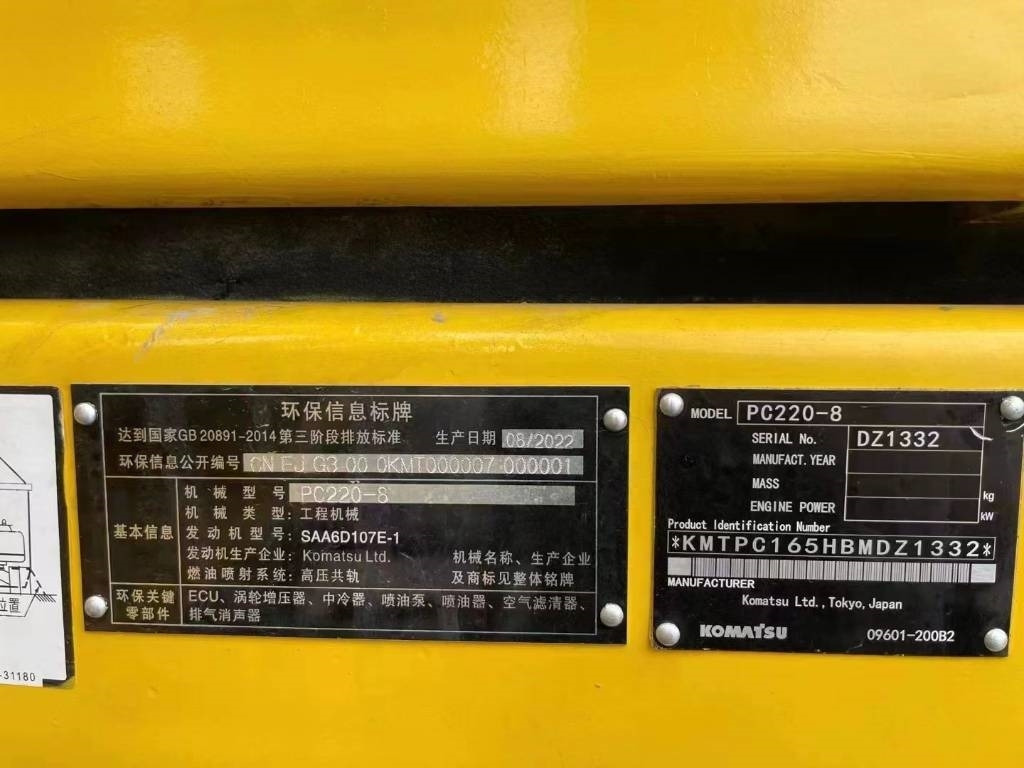 位置
-31180
环保信息标牌
达到国家GB 20891-2014 第三阶段排放标准 生产日期 08/2022
环保信息公开编号 CN EJ G3 00 0KMT000007 000001
基本信息
机械型号 PC220-8
机械类型：工程机械
发动机型号：SAA6D107E-1
发动机生产企业：Komatsu Ltd.
燃油喷射系统：高压共轨
机械名称、生产企业
及商标见整体铭牌
环保关键
零部件
ECU、涡轮增压器、中冷器、喷油泵、喷油器、空气滤清器、
排气消声器
MODEL PC220-8
SERIAL No. DZ1332
MANUFACT. YEAR
MASS kg
ENGINE POWER kW
Product Identification Number
*KMTPC165HBMDZ1332*
MANUFACTURER
Komatsu Ltd., Tokyo, Japan
KOMATSU 09601-200B2